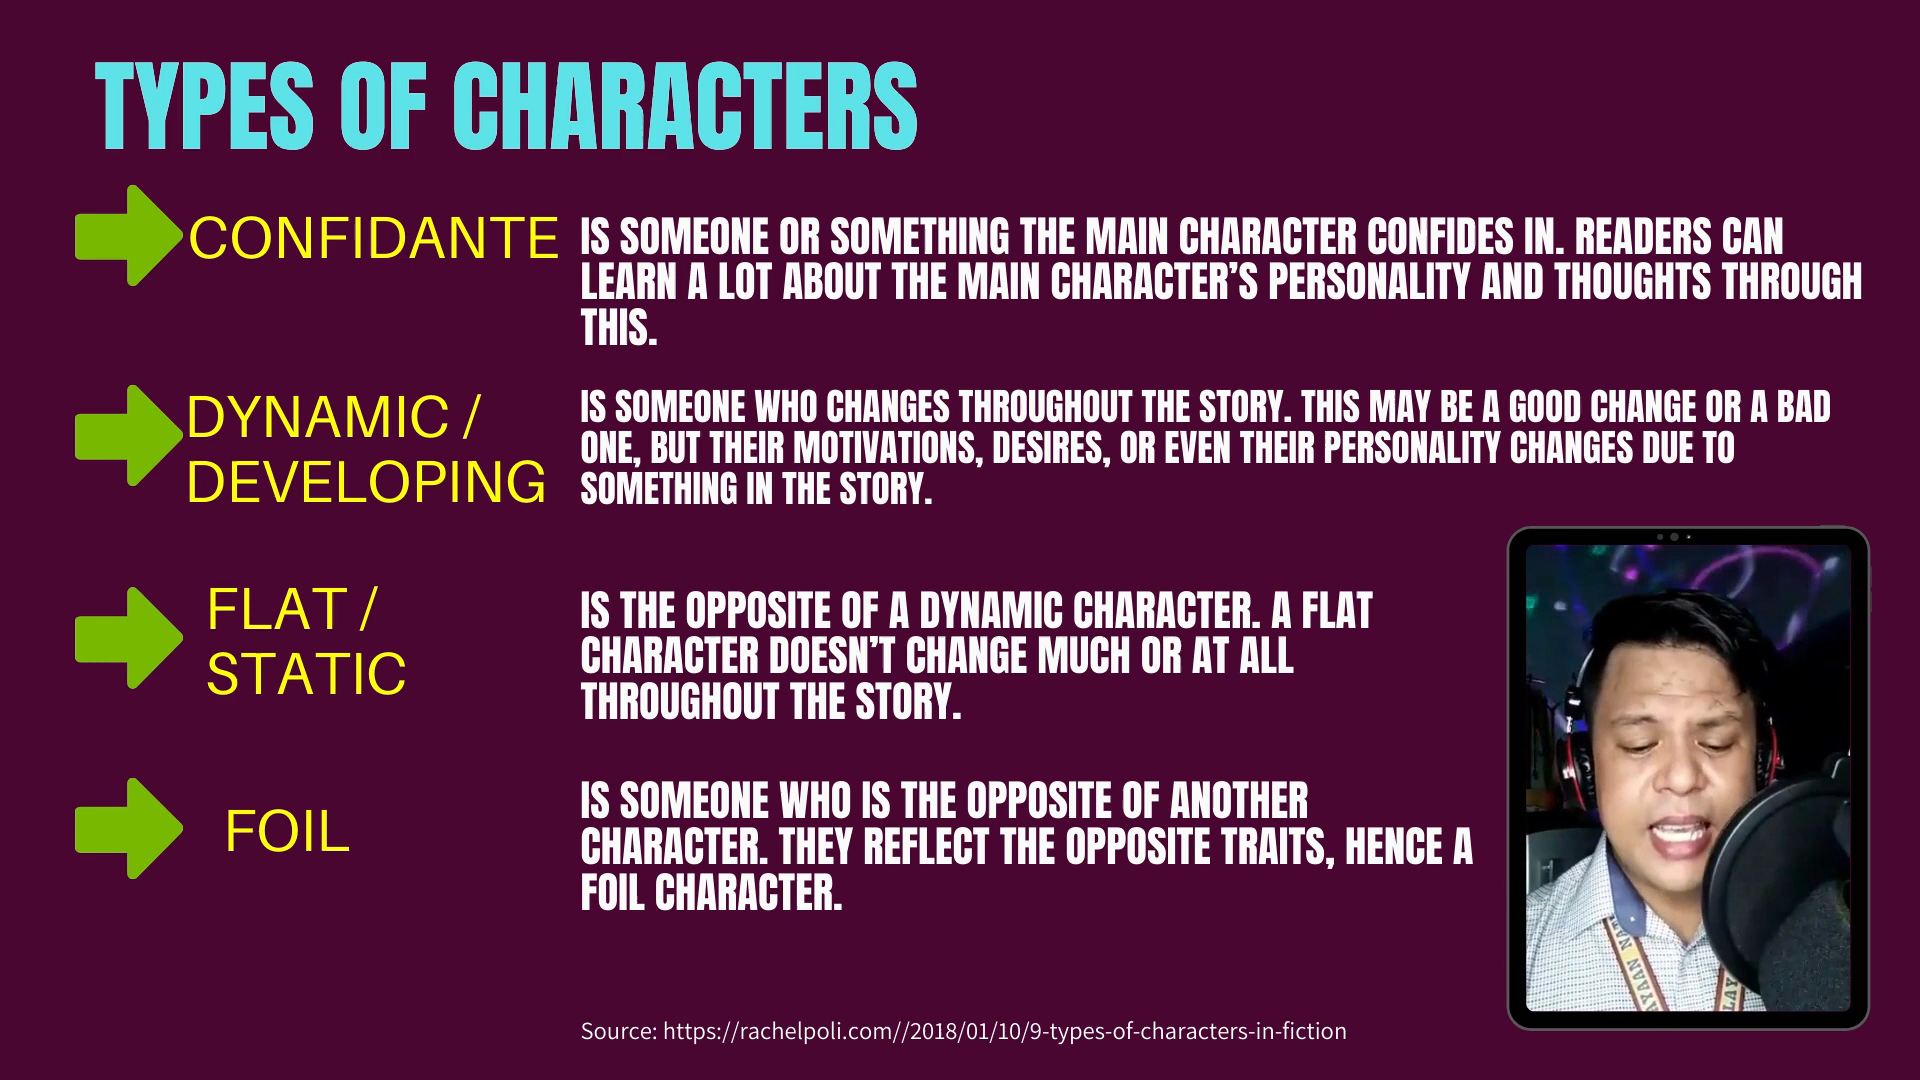 TYPES OF CHARACTERS
CONFIDANTE
IS SOMEONE OR SOMETHING THE MAIN CHARACTER CONFIDES IN. READERS CAN
LEARN A LOT ABOUT THE MAIN CHARACTER’S PERSONALITY AND THOUGHTS THROUGH
THIS.
DYNAMIC /
DEVELOPING
IS SOMEONE WHO CHANGES THROUGHOUT THE STORY. THIS MAY BE A GOOD CHANGE OR A BAD
ONE, BUT THEIR MOTIVATIONS, DESIRES, OR EVEN THEIR PERSONALITY CHANGES DUE TO
SOMETHING IN THE STORY.
FLAT /
STATIC
IS THE OPPOSITE OF A DYNAMIC CHARACTER. A FLAT
CHARACTER DOESN’T CHANGE MUCH OR AT ALL
THROUGHOUT THE STORY.
FOIL
IS SOMEONE WHO IS THE OPPOSITE OF ANOTHER
CHARACTER. THEY REFLECT THE OPPOSITE TRAITS, HENCE A
FOIL CHARACTER.
Source: https://rachelpoli.com//2018/01/10/9-types-of-characters-in-fiction